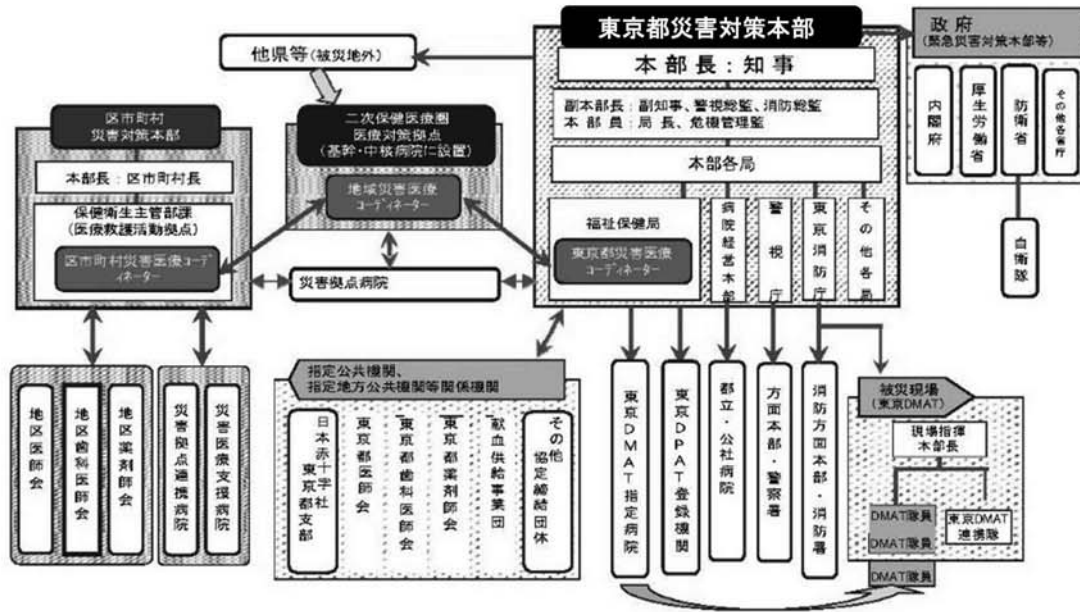 東京都災害対策本部
本部長：知事
副本部長：副知事、警視総監、消防総監
本部員：局長、危機管理監
本部各局
福祉保健局
東京都災害医療
コーディネーター
病院経営本部
警視庁
東京消防庁
その他各局
政府
(緊急災害対策本部等)
内閣府
厚生労働省
防衛省
その他各省庁
自衛隊
他県等(被災地外)
二次保健医療圏
医療対策拠点
(基幹・中核病院に設置)
地域災害医療
コーディネーター
災害拠点病院
区市町村
災害対策本部
本部長：区市町村長
保健衛生主管部課
(医療救護活動拠点)
区市町村災害医療コーデ
ィネーター
地区医師会
地区歯科医師会
地区薬剤師会
災害拠点連携病院
災害医療支援病院
指定公共機関、
指定地方公共機関等関係機関
日本赤十字社
東京都支部
東京都医師会
東京都歯科医師会
東京都薬剤師会
献血供給事業団
その他
協定締結団体
東京DMAT指定病院
東京DPAT登録機関
都立・公社病院
方面本部・警察署
消防方面本部・消防署
被災現場
(東京DMAT)
現場指揮
本部長
DMAT隊員
DMAT隊員
DMAT隊員
東京DMAT
連携隊